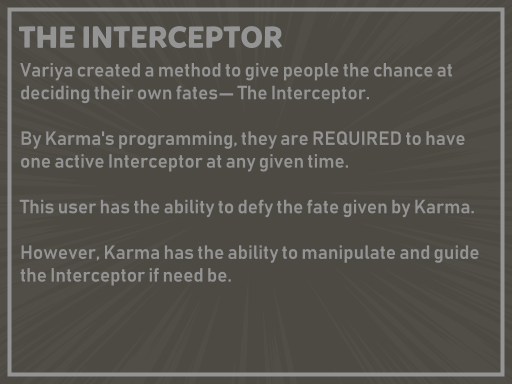 THE INTERCEPTOR
Variya created a method to give people the chance at
deciding their own fates— The Interceptor.
By Karma's programming, they are REQUIRED to have
one active Interceptor at any given time.
This user has the ability to defy the fate given by Karma.
However, Karma has the ability to manipulate and guide
the Interceptor if need be.